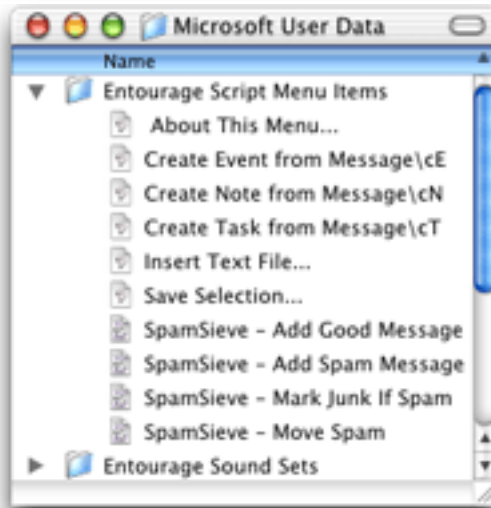 Microsoft User Data
Name
Entourage Script Menu Items
About This Menu...
Create Event from Message\cE
Create Note from Message\cN
Create Task from Message\cT
Insert Text File...
Save Selection...
SpamSieve – Add Good Message
SpamSieve – Add Spam Message
SpamSieve – Mark Junk If Spam
SpamSieve – Move Spam
Entourage Sound Sets